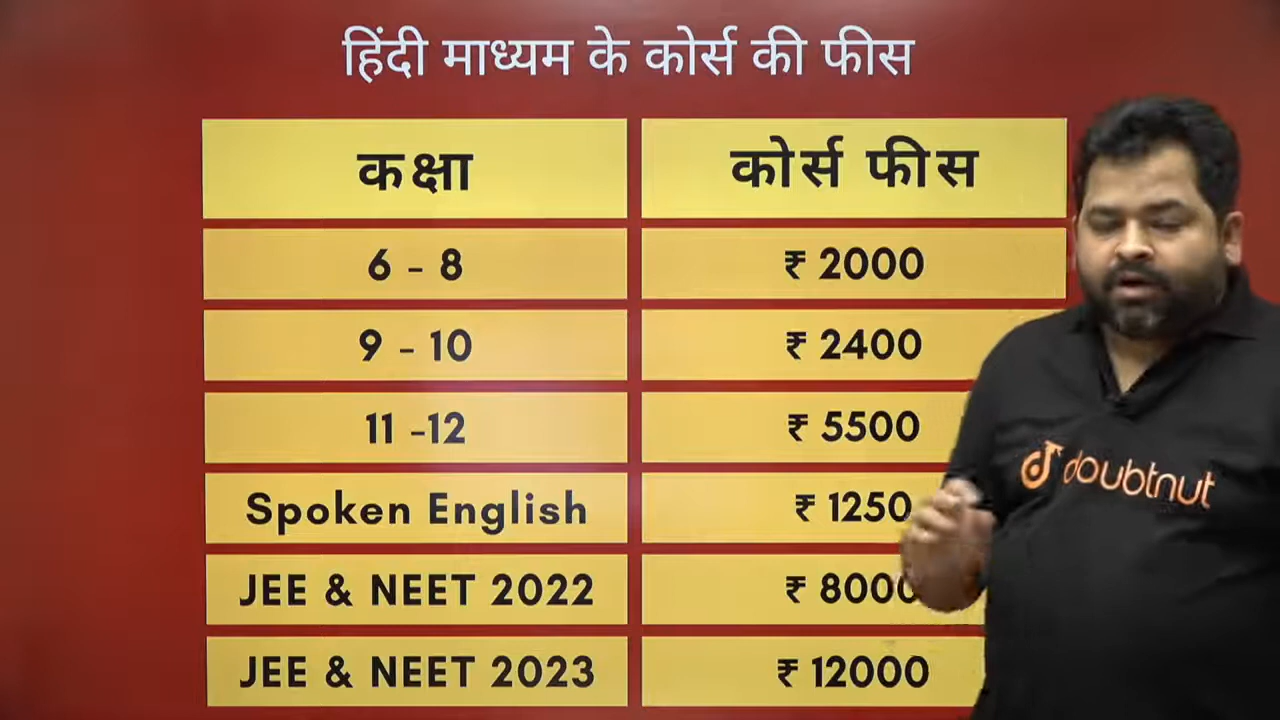 हिंदी माध्यम के कोर्स की फीस
कक्षा
कोर्स फीस
6 - 8
₹ 2000
9 - 10
₹ 2400
11 -12
₹ 5500
Spoken English
₹ 1250
JEE & NEET 2022
₹ 8000
JEE & NEET 2023
₹ 12000
doubtnut